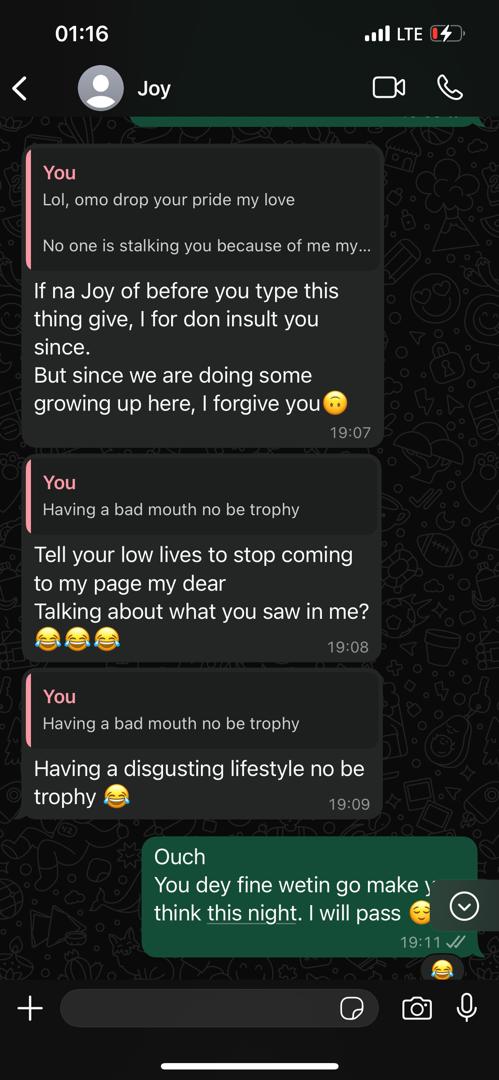 01:16
LTE
Joy
You
Lol, omo drop your pride my love
No one is stalking you because of me my...
If na Joy of before you type this
thing give, I for don insult you
since.
But since we are doing some
growing up here, I forgive you🙃
19:07
You
Having a bad mouth no be trophy
Tell your low lives to stop coming
to my page my dear
Talking about what you saw in me?
😂😂😂
19:08
You
Having a bad mouth no be trophy
Having a disgusting lifestyle no be
trophy 😂
19:09
Ouch
You dey fine wetin go make
think this night. I will pass 😌
19:11
😂